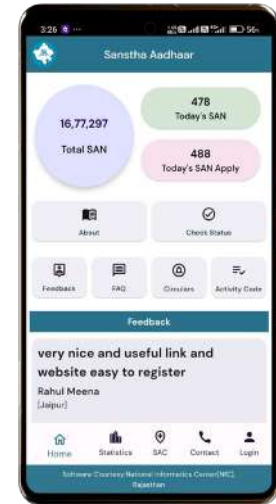 3:26
56
Sanstha Aadhaar
16,77,297
Total SAN
478
Today's SAN
488
Today's SAN Apply
About
Check Status
Feedback
FAQ
Circulars
Activity Code
Feedback
very nice and useful link and
website easy to register
Rahul Meena
(Jaipur)
Home
Statistics
SAC
Contact
Login
Software Courtesy:National Informatics Center(NIC),
Rajasthan